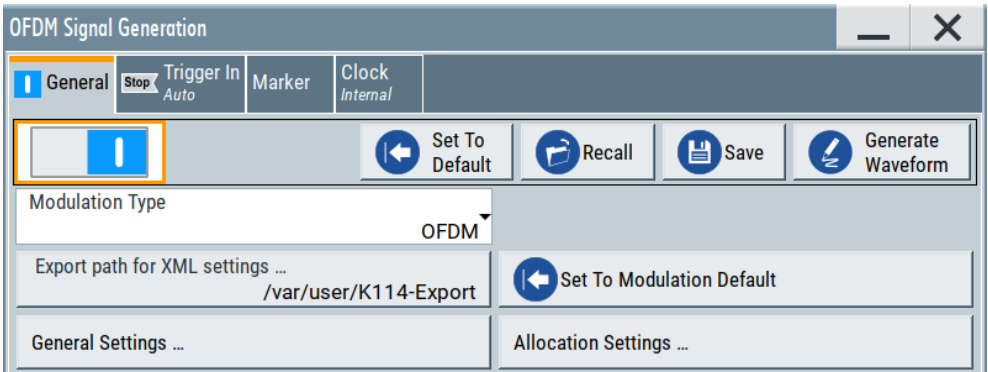 OFDM Signal Generation
General
Stop
Trigger In
Auto
Marker
Clock
Internal
Set To
Default
Recall
Save
Generate
Waveform
Modulation Type
OFDM
Export path for XML settings ...
/var/user/K114-Export
Set To Modulation Default
General Settings ...
Allocation Settings ...